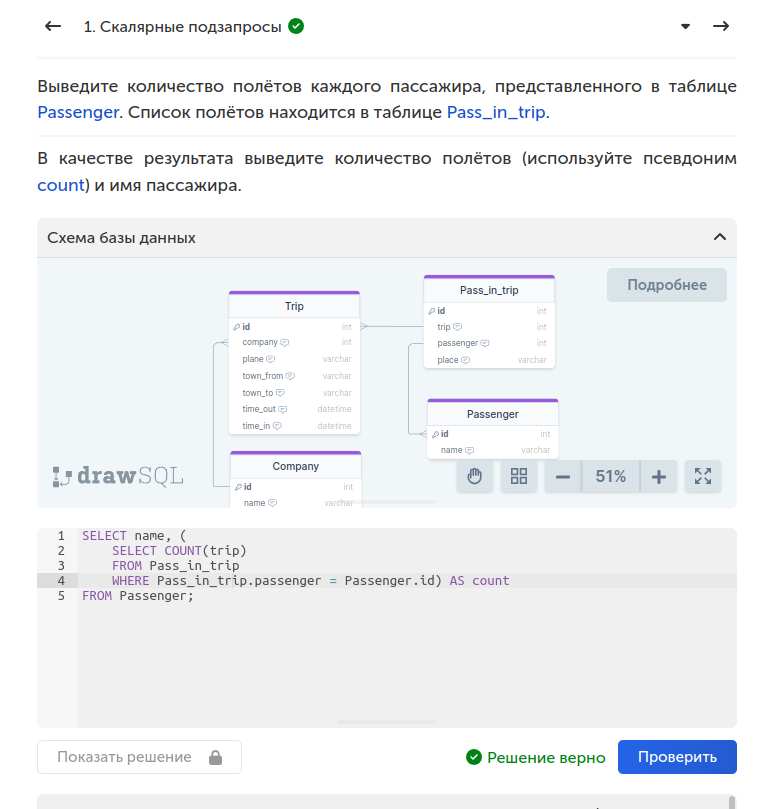 1. Скалярные подзапросы
Выведите количество полётов каждого пассажира, представленного в таблице
Passenger. Список полётов находится в таблице Pass_in_trip.
В качестве результата выведите количество полётов (используйте псевдоним
count) и имя пассажира.
Схема базы данных
Подробнее
Trip
id int
company int
plane varchar
town_from varchar
town_to varchar
time_out datetime
time_in datetime
Pass_in_trip
id int
trip int
passenger int
place varchar
Passenger
id int
name varchar
Company
id int
name varchar
drawSQL
51%
1 SELECT name, (
2 SELECT COUNT(trip)
3 FROM Pass_in_trip
4 WHERE Pass_in_trip.passenger = Passenger.id) AS count
5 FROM Passenger;
Показать решение
Решение верно
Проверить